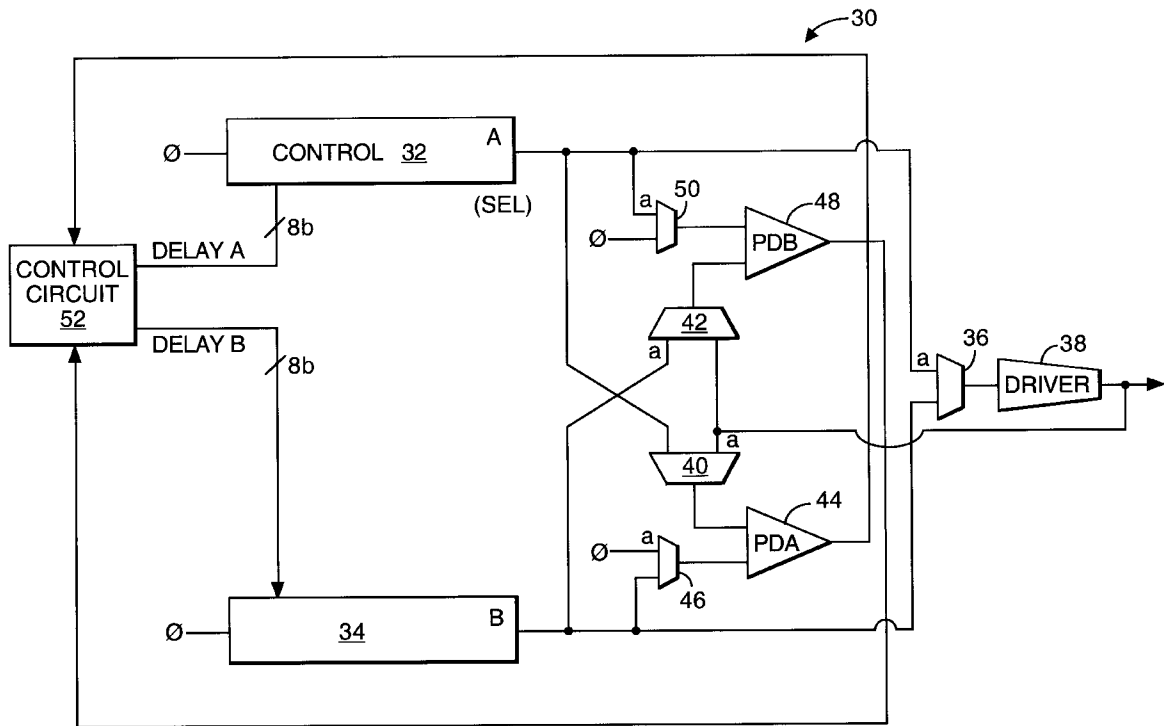 30
A
Ø
CONTROL 32
(SEL)
a
50
48
8b
Ø
PDB
DELAY A
CONTROL
CIRCUIT
52
42
36
38
DELAY B
a
a
DRIVER
8b
a
40
44
a
Ø
PDA
46
B
Ø
34